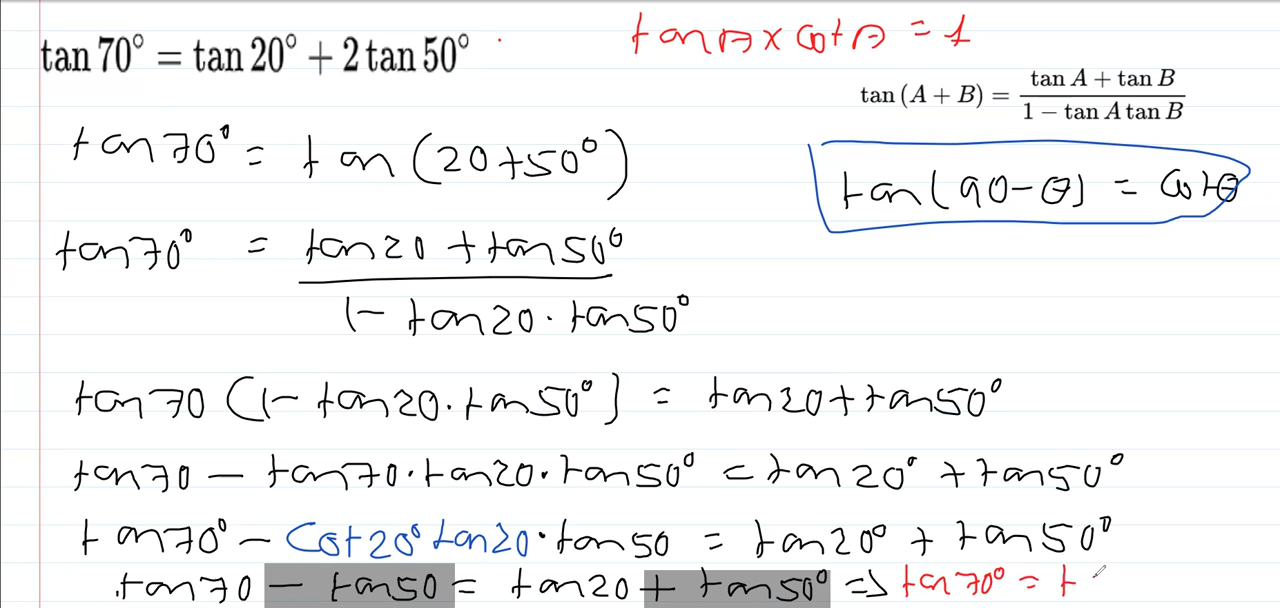 tan 70° = tan 20° + 2 tan 50°
tanA × cotA = 1
tan (A + B) = (tan A + tan B) / (1 − tan A tan B)
tan(90-θ) = cotθ
tan70° = tan (20+50°)
tan70° = (tan20 + tan50°) / (1- tan20 · tan50°)
tan70 (1- tan20 · tan50°) = tan20 + tan50°
tan70 - tan70 · tan20 · tan50° = tan20° + tan50°
tan70° - Cot20° tan20 · tan50 = tan20° + tan50°
tan70 - tan50 = tan20 + tan50° ⇒ tan70° = t